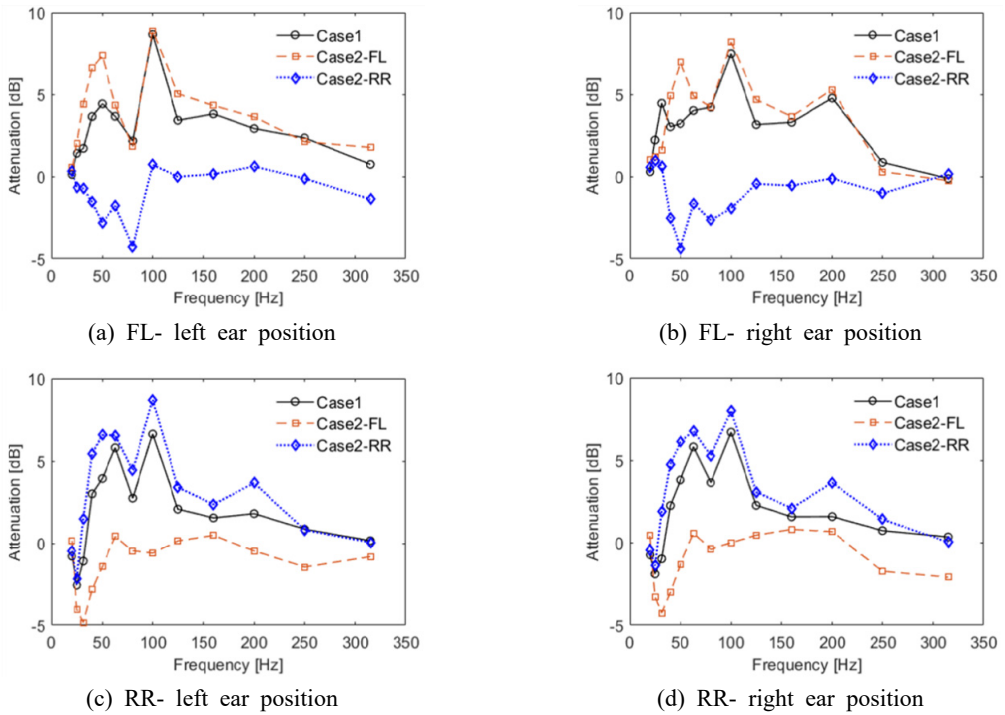 10
5
0
-5
Attenuation [dB]
0 50 100 150 200 250 300 350
Frequency [Hz]
Case1
Case2-FL
Case2-RR
(a) FL- left ear position
10
5
0
-5
Attenuation [dB]
0 50 100 150 200 250 300 350
Frequency [Hz]
Case1
Case2-FL
Case2-RR
(b) FL- right ear position
10
5
0
-5
Attenuation [dB]
0 50 100 150 200 250 300 350
Frequency [Hz]
Case1
Case2-FL
Case2-RR
(c) RR- left ear position
10
5
0
-5
Attenuation [dB]
0 50 100 150 200 250 300 350
Frequency [Hz]
Case1
Case2-FL
Case2-RR
(d) RR- right ear position